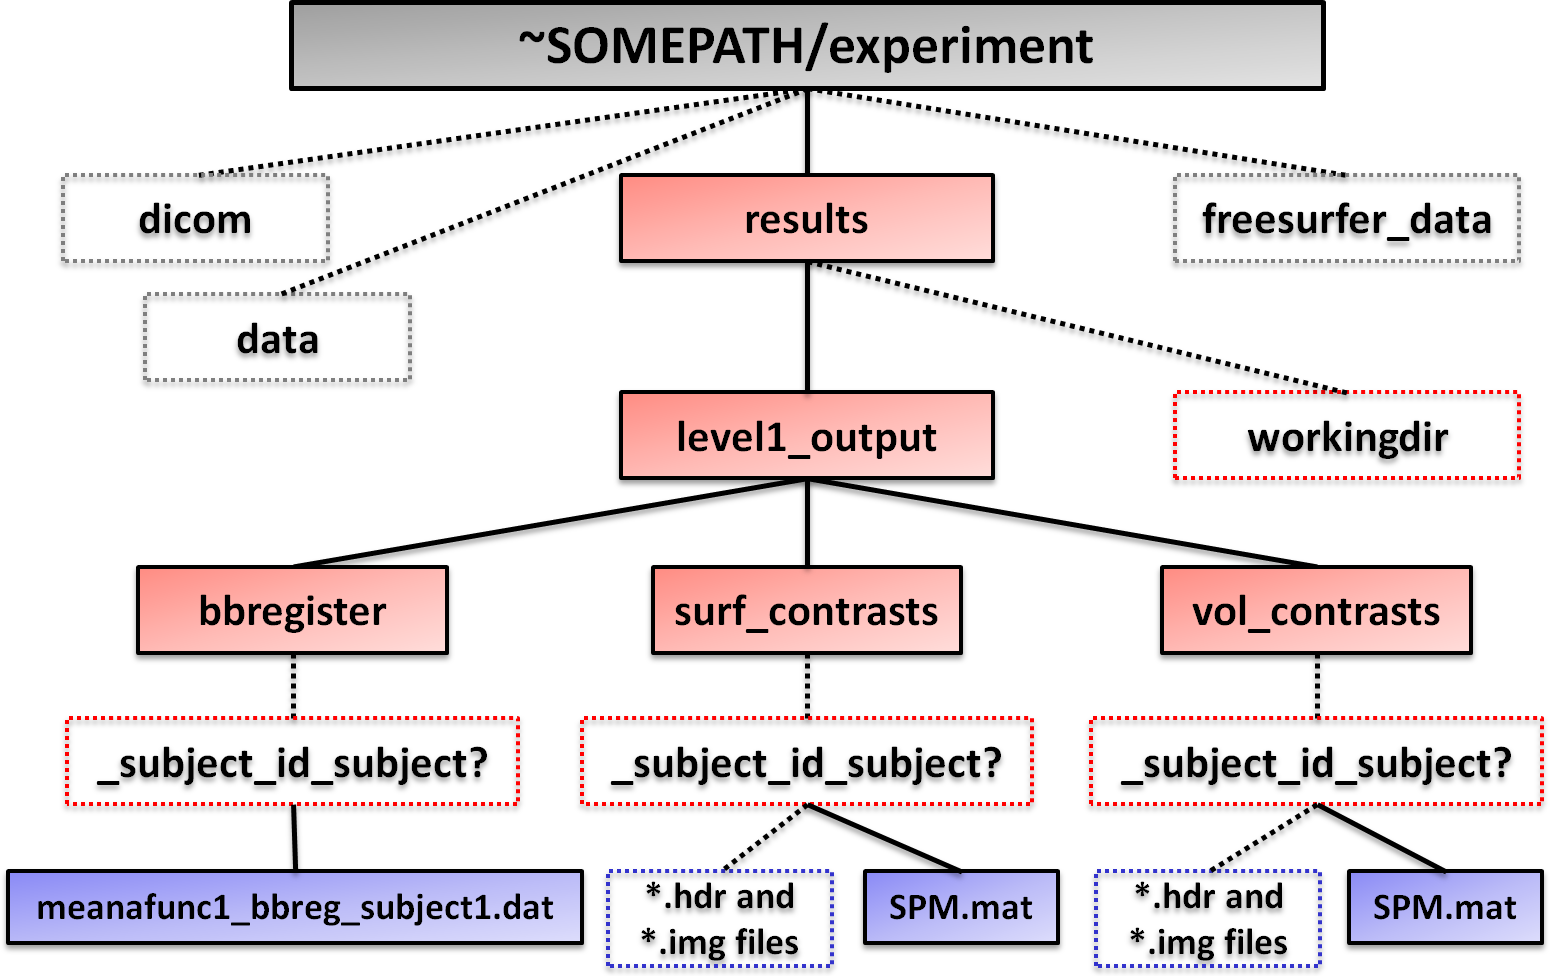 ~SOMEPATH/experiment
dicom
results
freesurfer_data
data
level1_output
workingdir
bbregister
surf_contrasts
vol_contrasts
_subject_id_subject?
_subject_id_subject?
_subject_id_subject?
meanafunc1_bbreg_subject1.dat
*.hdr and
*.img files
SPM.mat
*.hdr and
*.img files
SPM.mat